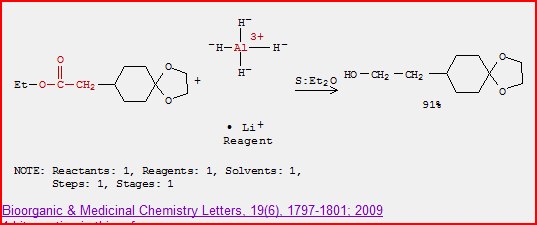 H⁻
3+
⁻H—Al—H⁻
H⁻
O
Et—O—C—CH₂
O
O
+
S:Et₂O
HO—CH₂—CH₂
O
O
91%
• Li⁺
Reagent
NOTE: Reactants: 1, Reagents: 1, Solvents: 1,
Steps: 1, Stages: 1
Bioorganic & Medicinal Chemistry Letters, 19(6), 1797-1801; 2009